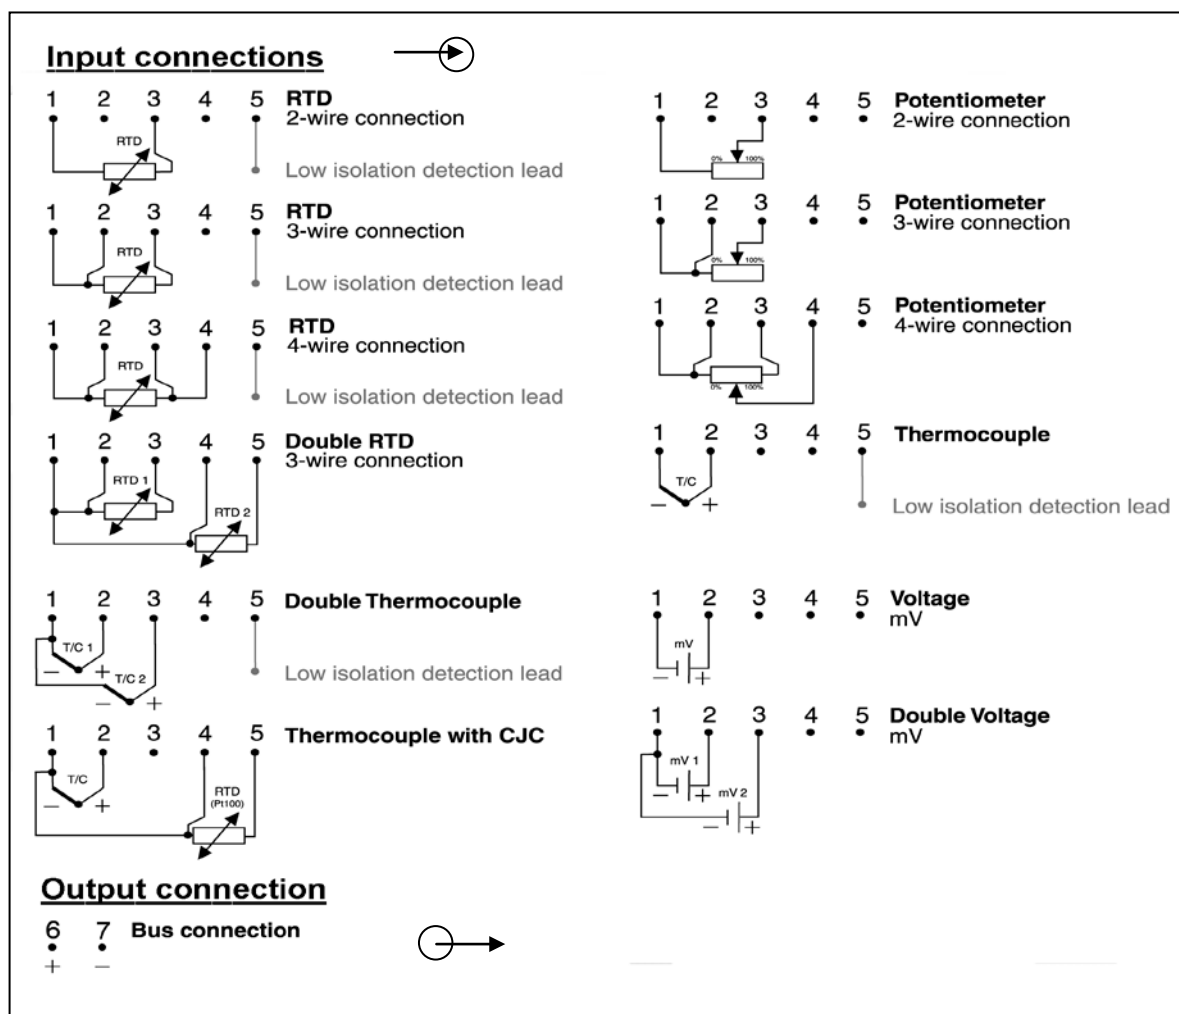 Input connections
1 2 3 4 5 RTD
2-wire connection
RTD
Low isolation detection lead
1 2 3 4 5 RTD
3-wire connection
RTD
Low isolation detection lead
1 2 3 4 5 RTD
4-wire connection
RTD
Low isolation detection lead
1 2 3 4 5 Double RTD
3-wire connection
RTD 1
RTD 2
1 2 3 4 5 Double Thermocouple
T/C 1
− +
T/C 2
− +
Low isolation detection lead
1 2 3 4 5 Thermocouple with CJC
T/C
− +
RTD
(Pt100)
1 2 3 4 5 Potentiometer
2-wire connection
0% 100%
1 2 3 4 5 Potentiometer
3-wire connection
0% 100%
1 2 3 4 5 Potentiometer
4-wire connection
0% 100%
1 2 3 4 5 Thermocouple
T/C
− +
Low isolation detection lead
1 2 3 4 5 Voltage
mV
mV
− +
1 2 3 4 5 Double Voltage
mV
mV 1
− +
mV 2
− +
Output connection
6 7 Bus connection
+ −